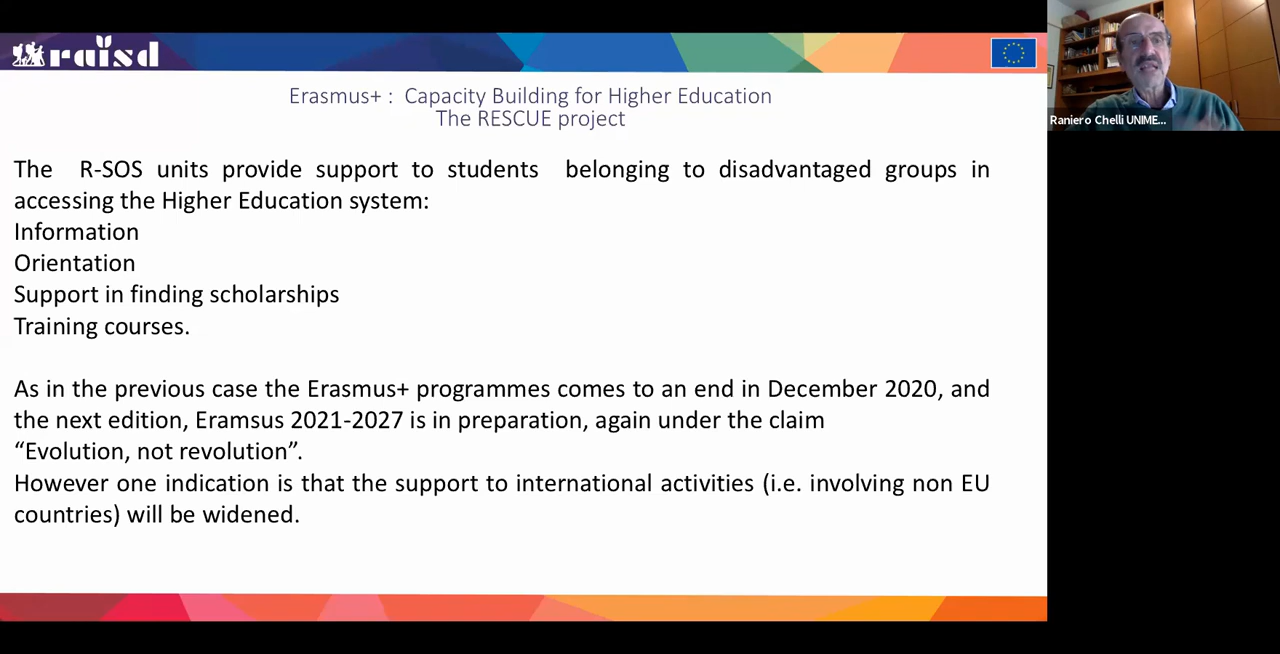 raisd
Erasmus+ : Capacity Building for Higher Education
The RESCUE project
Raniero Chelli UNIME...
The R-SOS units provide support to students belonging to disadvantaged groups in
accessing the Higher Education system:
Information
Orientation
Support in finding scholarships
Training courses.
As in the previous case the Erasmus+ programmes comes to an end in December 2020, and
the next edition, Eramsus 2021-2027 is in preparation, again under the claim
“Evolution, not revolution”.
However one indication is that the support to international activities (i.e. involving non EU
countries) will be widened.